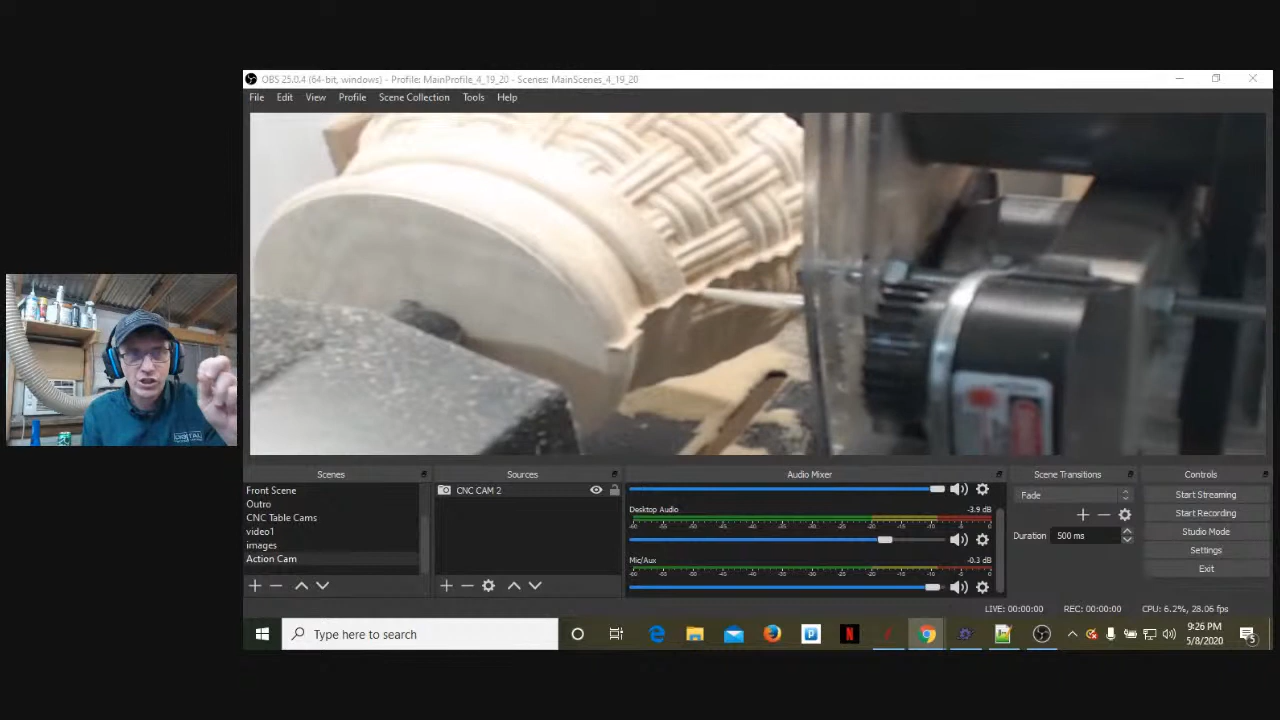 OBS 25.0.4 (64-bit, windows) - Profile: MainProfile_4_19_20 - Scenes: MainScenes_4_19_20
File Edit View Profile Scene Collection Tools Help
Scenes
Front Scene
Outro
CNC Table Cams
video1
images
Action Cam
Sources
CNC CAM 2
Audio Mixer
Desktop Audio -3.9 dB
Mic/Aux -0.3 dB
Scene Transitions
Fade
Duration 500 ms
Controls
Start Streaming
Start Recording
Studio Mode
Settings
Exit
LIVE: 00:00:00 REC: 00:00:00 CPU: 6.2%, 28.06 fps
Type here to search
9:26 PM
5/8/2020